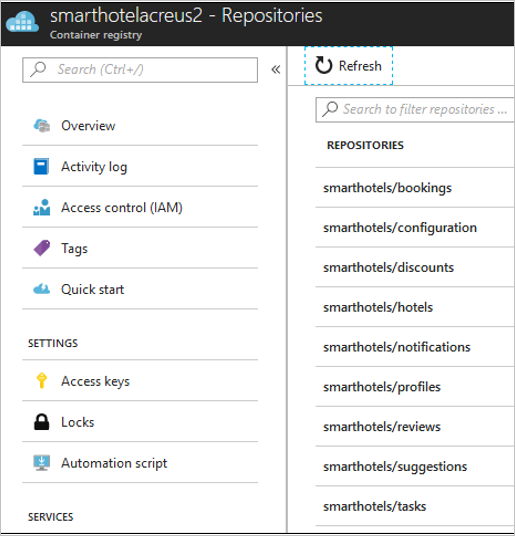 smarthotelacreus2 - Repositories
Container registry
Search (Ctrl+/)
«
Overview
Activity log
Access control (IAM)
Tags
Quick start
SETTINGS
Access keys
Locks
Automation script
SERVICES
Refresh
Search to filter repositories ...
REPOSITORIES
smarthotels/bookings
smarthotels/configuration
smarthotels/discounts
smarthotels/hotels
smarthotels/notifications
smarthotels/profiles
smarthotels/reviews
smarthotels/suggestions
smarthotels/tasks